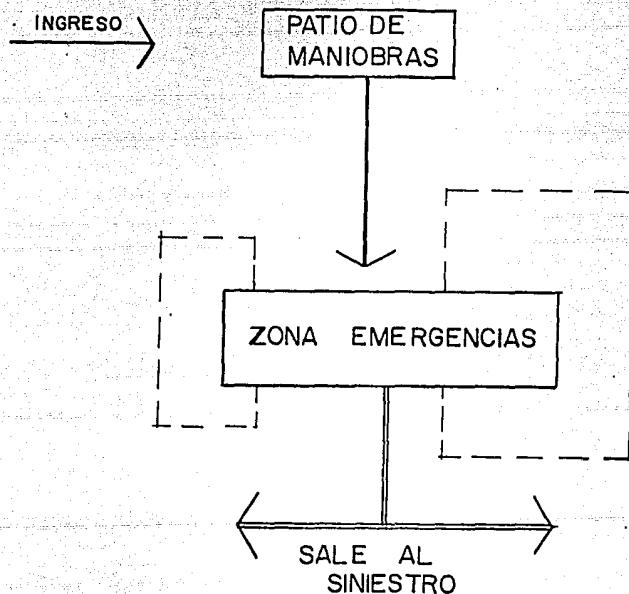 INGRESO
PATIO DE
MANIOBRAS
ZONA EMERGENCIAS
SALE AL
SINIESTRO